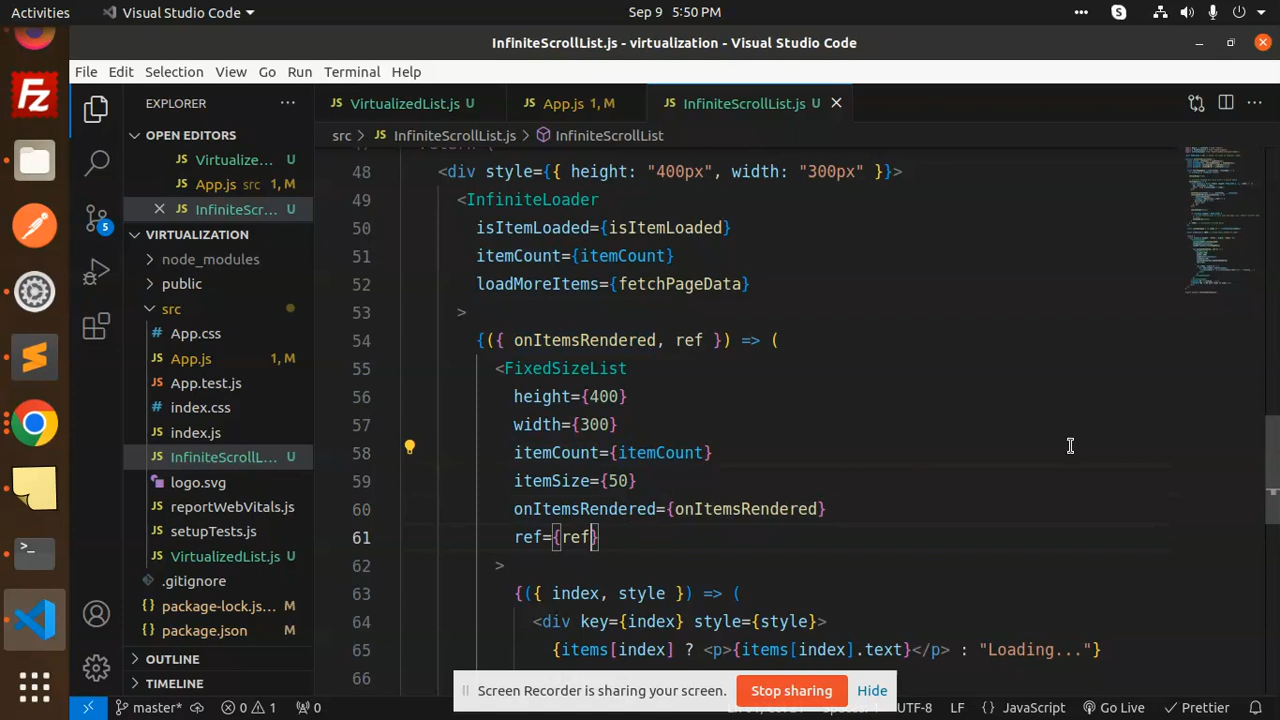 Activities Visual Studio Code Sep 9 5:50 PM
InfiniteScrollList.js - virtualization - Visual Studio Code
File Edit Selection View Go Run Terminal Help
EXPLORER
VirtualizedList.js U
App.js 1, M
InfiniteScrollList.js U
OPEN EDITORS
Virtualize... U
App.js src 1, M
InfiniteScr... U
VIRTUALIZATION
node_modules
public
src
App.css
App.js 1, M
App.test.js
index.css
index.js
InfiniteScrollL... U
logo.svg
reportWebVitals.js
setupTests.js
VirtualizedList.js U
.gitignore
package-lock.js... M
package.json M
OUTLINE
TIMELINE
src > InfiniteScrollList.js > InfiniteScrollList
48 <div style={{ height: "400px", width: "300px" }}>
49 <InfiniteLoader
50 isItemLoaded={isItemLoaded}
51 itemCount={itemCount}
52 loadMoreItems={fetchPageData}
53 >
54 {({ onItemsRendered, ref }) => (
55 <FixedSizeList
56 height={400}
57 width={300}
58 itemCount={itemCount}
59 itemSize={50}
60 onItemsRendered={onItemsRendered}
61 ref={ref}
62 >
63 {({ index, style }) => (
64 <div key={index} style={style}>
65 {items[index] ? <p>{items[index].text}</p> : "Loading..."}
66
Screen Recorder is sharing your screen. Stop sharing Hide
master* 0 1 0 UTF-8 LF JavaScript Go Live Prettier
5
Fz
S